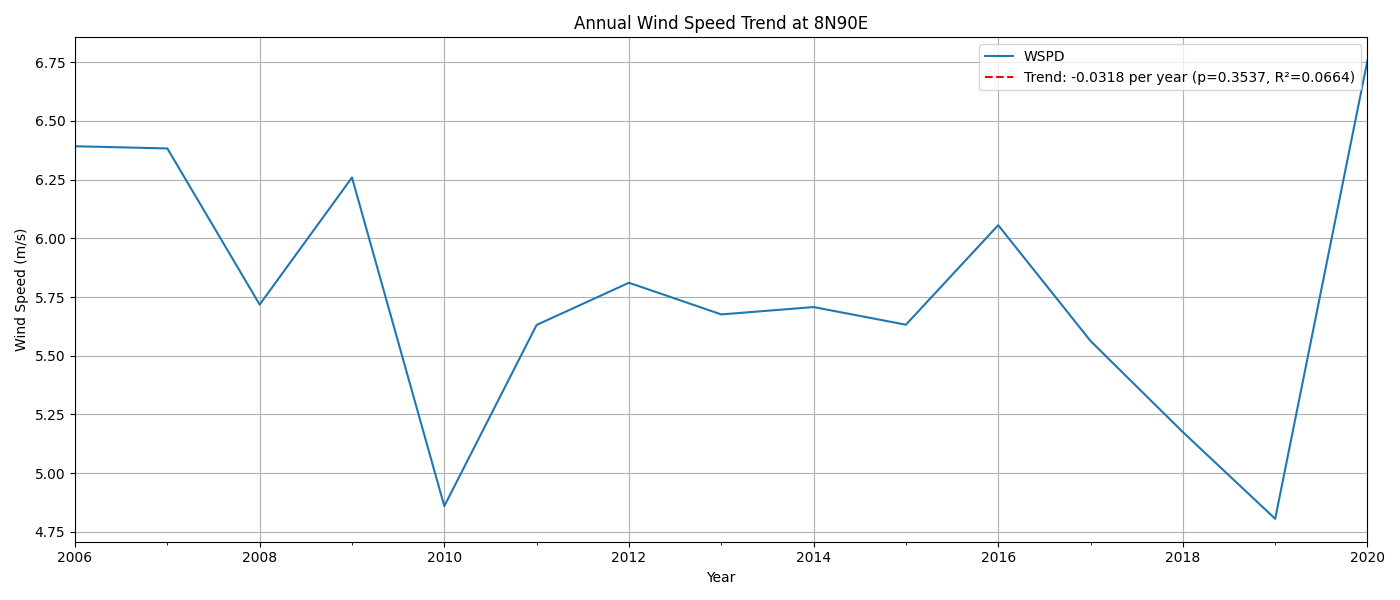 Annual Wind Speed Trend at 8N90E
WSPD
Trend: -0.0318 per year (p=0.3537, R²=0.0664)
Wind Speed (m/s)
6.75
6.50
6.25
6.00
5.75
5.50
5.25
5.00
4.75
2006 2008 2010 2012 2014 2016 2018 2020
Year